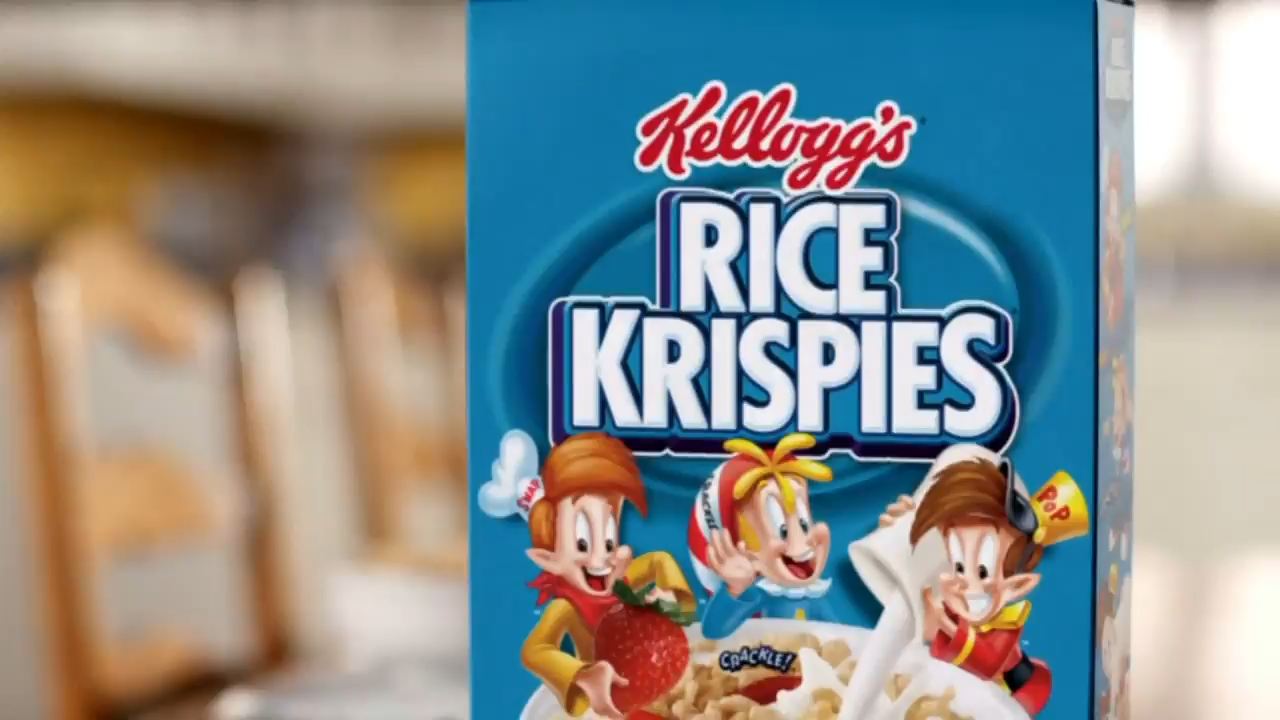 Kellogg's
RICE
KRISPIES
SNAP
CRACKLE
POP
CRACKLE!